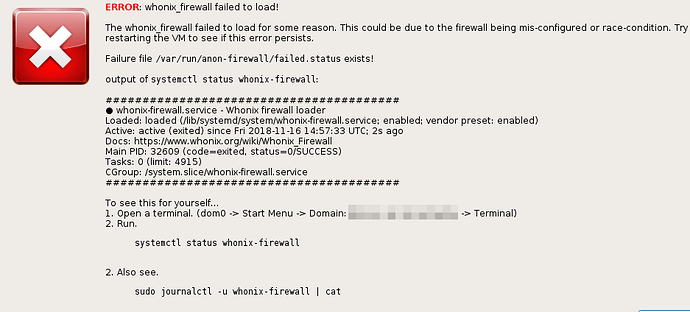 ERROR: whonix_firewall failed to load!
The whonix_firewall failed to load for some reason. This could be due to the firewall being mis-configured or race-condition. Try
restarting the VM to see if this error persists.
Failure file /var/run/anon-firewall/failed.status exists!
output of systemctl status whonix-firewall:
########################################
● whonix-firewall.service - Whonix firewall loader
Loaded: loaded (/lib/systemd/system/whonix-firewall.service; enabled; vendor preset: enabled)
Active: active (exited) since Fri 2018-11-16 14:57:33 UTC; 2s ago
Docs: https://www.whonix.org/wiki/Whonix_Firewall
Main PID: 32609 (code=exited, status=0/SUCCESS)
Tasks: 0 (limit: 4915)
CGroup: /system.slice/whonix-firewall.service
########################################
To see this for yourself...
1. Open a terminal. (dom0 -> Start Menu -> Domain: -> Terminal)
2. Run.
systemctl status whonix-firewall
2. Also see.
sudo journalctl -u whonix-firewall | cat